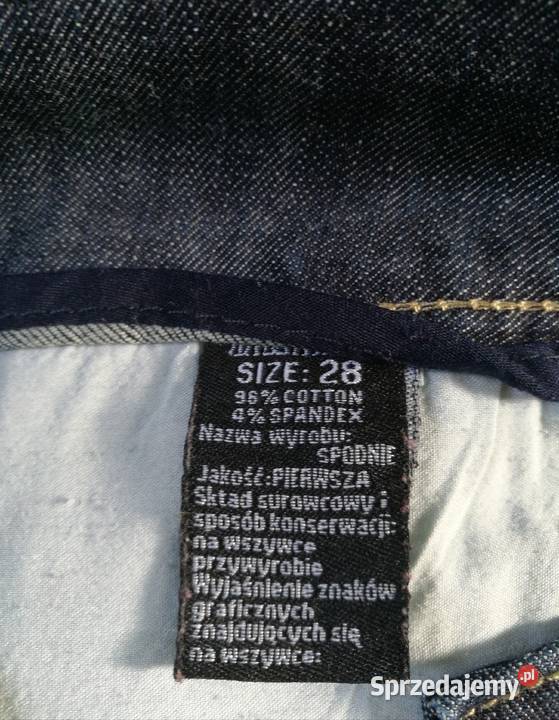 SIZE: 28
96% COTTON
4% SPANDEX
Nazwa wyrobu:
SPODNIE
Jakość:PIERWSZA
Skład surowcowy i
sposób konserwacji-
na wszywce
przywyrobie
Wyjaśnienie znaków
graficznych
znajdujących się
na wszywce:
Sprzedajemy.pl